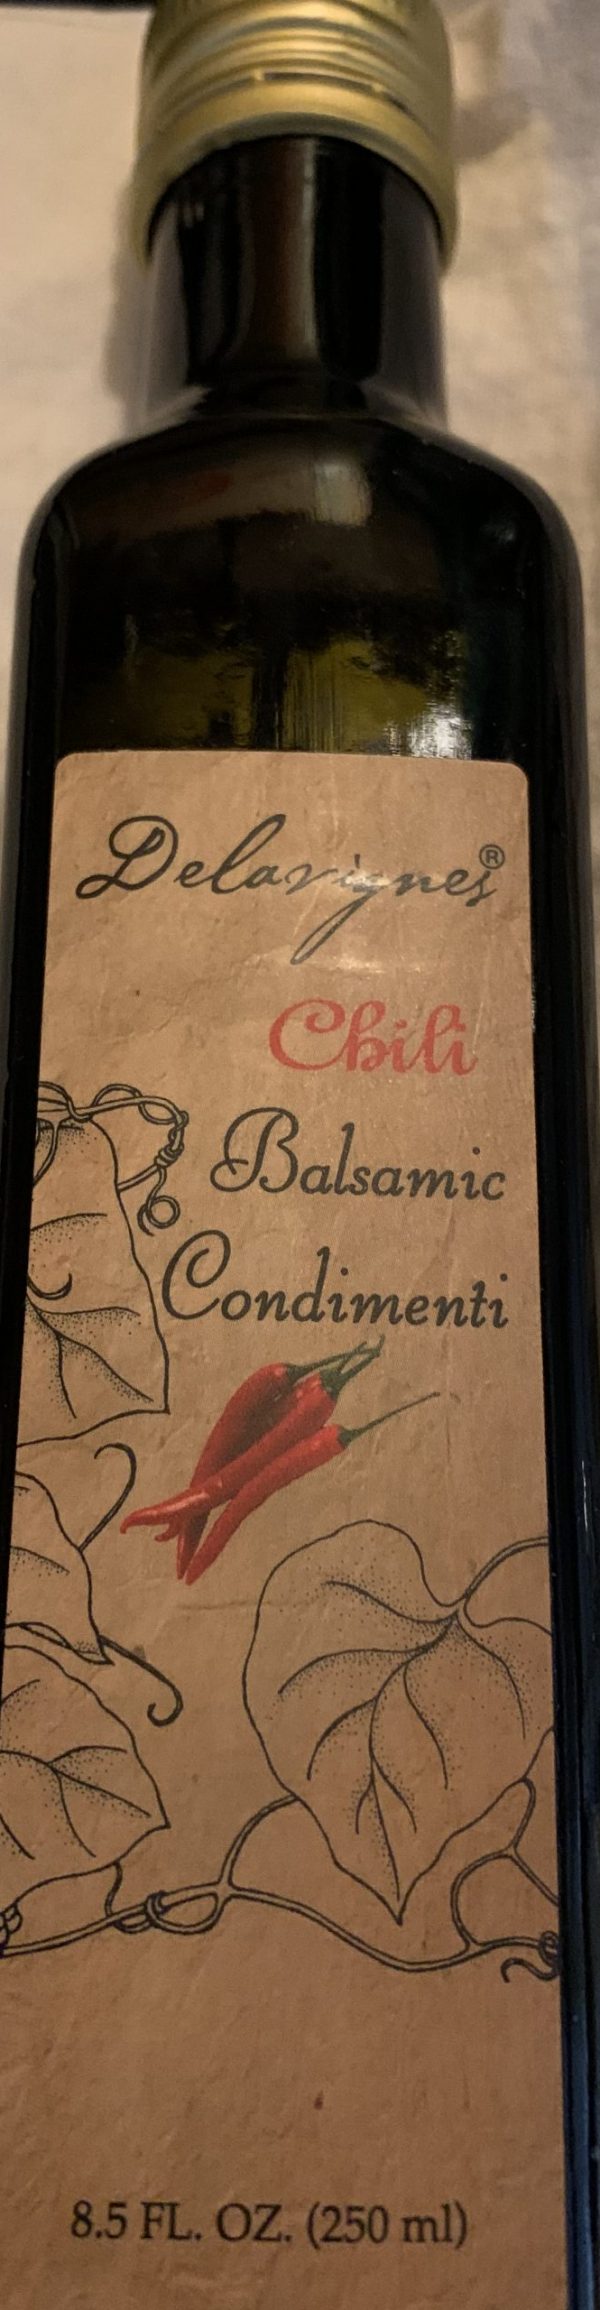 Delavignes®
Chili
Balsamic
Condimenti
8.5 FL. OZ. (250 ml)